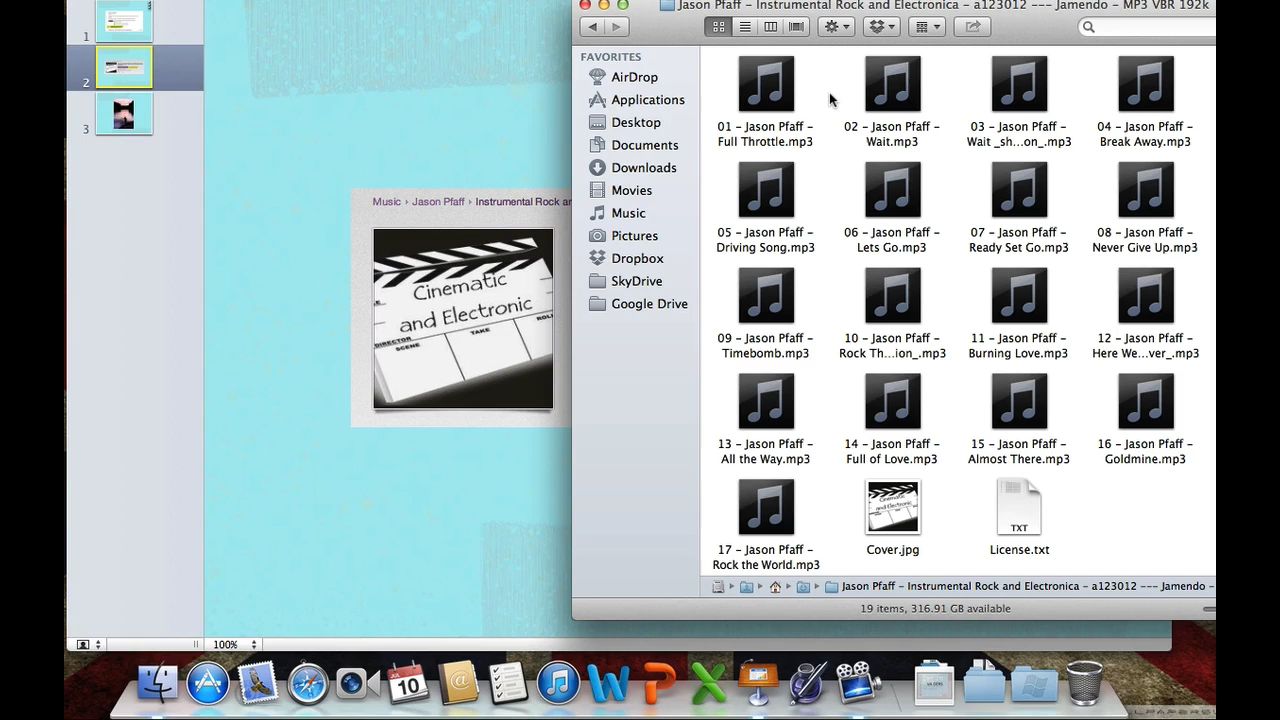 Jason Pfaff - Instrumental Rock and Electronica - a123012 --- Jamendo - MP3 VBR 192k
1
2
3
FAVORITES
AirDrop
Applications
Desktop
Documents
Downloads
Movies
Music
Pictures
Dropbox
SkyDrive
Google Drive
01 - Jason Pfaff -
Full Throttle.mp3
02 - Jason Pfaff -
Wait.mp3
03 - Jason Pfaff -
Wait _sh...on_.mp3
04 - Jason Pfaff -
Break Away.mp3
05 - Jason Pfaff -
Driving Song.mp3
06 - Jason Pfaff -
Lets Go.mp3
07 - Jason Pfaff -
Ready Set Go.mp3
08 - Jason Pfaff -
Never Give Up.mp3
09 - Jason Pfaff -
Timebomb.mp3
10 - Jason Pfaff -
Rock Th...ion_.mp3
11 - Jason Pfaff -
Burning Love.mp3
12 - Jason Pfaff -
Here We...ver_.mp3
13 - Jason Pfaff -
All the Way.mp3
14 - Jason Pfaff -
Full of Love.mp3
15 - Jason Pfaff -
Almost There.mp3
16 - Jason Pfaff -
Goldmine.mp3
17 - Jason Pfaff -
Rock the World.mp3
Cover.jpg
TXT
License.txt
Music › Jason Pfaff › Instrumental Rock an
Cinematic
and Electronic
DIRECTOR
SCENE
TAKE
ROLL
Jason Pfaff - Instrumental Rock and Electronica - a123012 --- Jamendo -
19 items, 316.91 GB available
100%
JUL
10